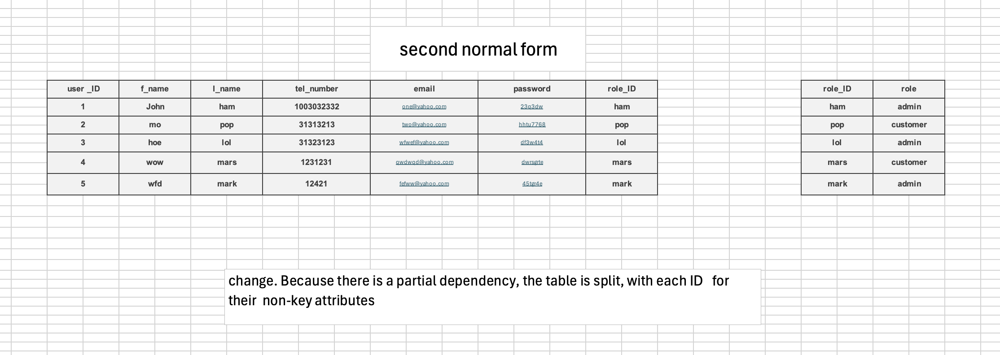 second normal form
user _ID f_name l_name tel_number email password role_ID role_ID role
1 John ham 1003032332 one@yahoo.com 23q3dw ham ham admin
2 mo pop 31313213 two@yahoo.com hhtu7768 pop pop customer
3 hoe lol 31323123 wfwef@yahoo.com df3w4t4 lol lol admin
4 wow mars 1231231 qwdwqd@yahoo.com dwrsgrte mars mars customer
5 wfd mark 12421 fefww@yahoo.com 45tgr4e mark mark admin
change. Because there is a partial dependency, the table is split, with each ID for
their non-key attributes